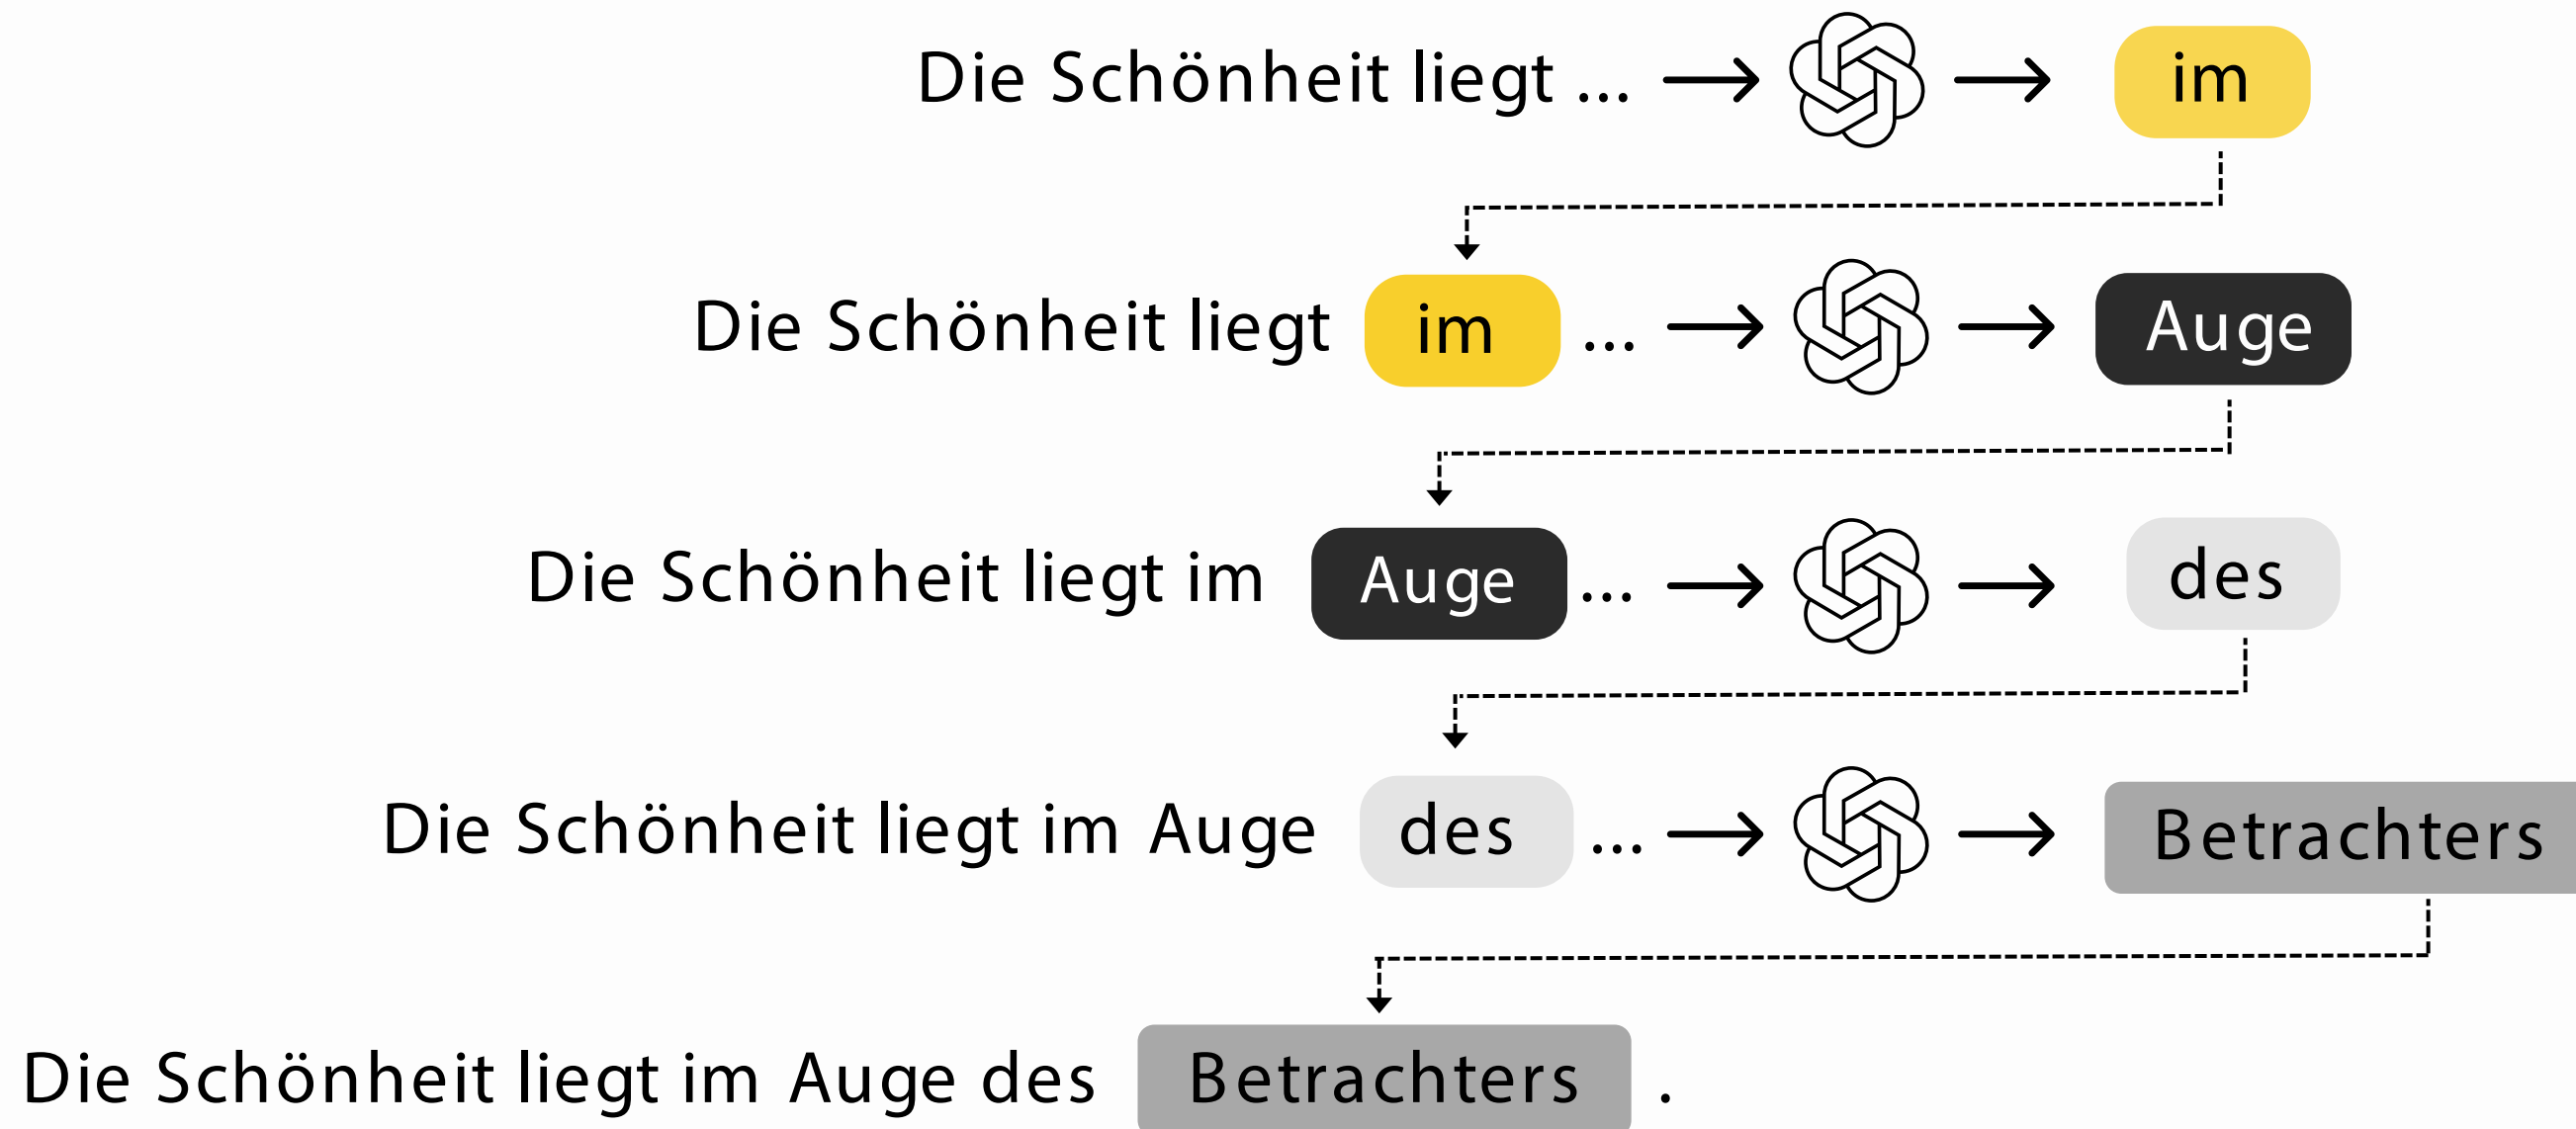 Die Schönheit liegt ... im
Die Schönheit liegt im ... Auge
Die Schönheit liegt im Auge ... des
Die Schönheit liegt im Auge des ... Betrachters
Die Schönheit liegt im Auge des Betrachters .